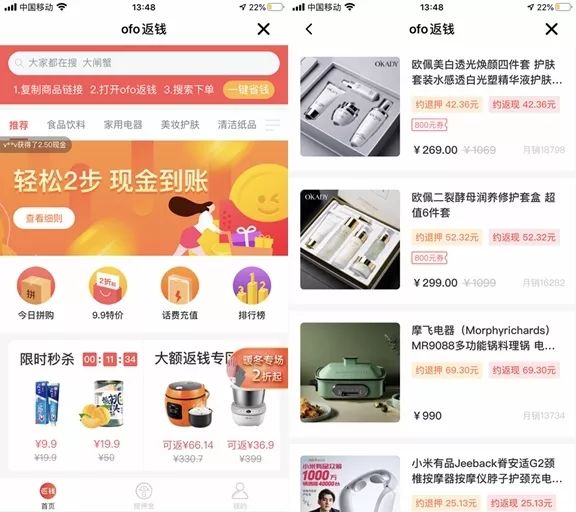 中国移动
13:48
22%
ofo返钱
大家都在搜 大闸蟹
1.复制商品链接 2.打开ofo返钱 3.搜索下单
一键省钱
推荐
食品饮料
家用电器
美妆护肤
清洁纸品
v**v获得了2.50现金
轻松2步 现金到账
查看细则
拼
2折起
2
1
3
今日拼购
9.9特价
话费充值
排行榜
限时秒杀 00:11:34
大额返钱专区
暖冬专场
2折起
¥9.9
¥19.9
¥19.9
¥50
可返¥66.14
¥330.7
可返¥36.9
¥399
返钱
首页
提押金
我的
中国移动
13:48
22%
ofo返钱
OKADY
欧佩美白透光焕颜四件套 护肤
套装水感透白光塑精华液护肤...
约退押 42.36元
约返现 42.36元
800元券
¥269.00 ¥1069
月销18798
OKADY
欧佩二裂酵母润养修护套盒 超
值6件套
约退押 52.32元
约返现 52.32元
800元券
¥299.00 ¥1099
月销16282
摩飞电器（Morphyrichards）
MR9088多功能锅料理锅 电...
约退押 69.30元
约返现 69.30元
¥990
月销13734
小米有品众筹
1000万
小米有品Jeeback脊安适G2颈
椎按摩器按摩仪脖子护颈充电...
约退押 25.13元
约返现 25.13元